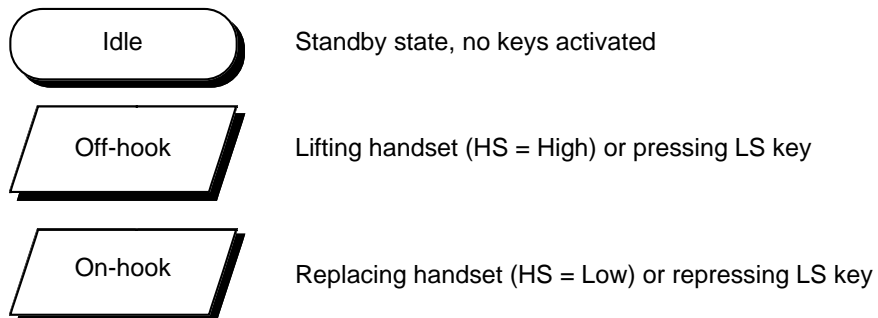 Idle Standby state, no keys activated
Off-hook Lifting handset (HS = High) or pressing LS key
On-hook Replacing handset (HS = Low) or repressing LS key